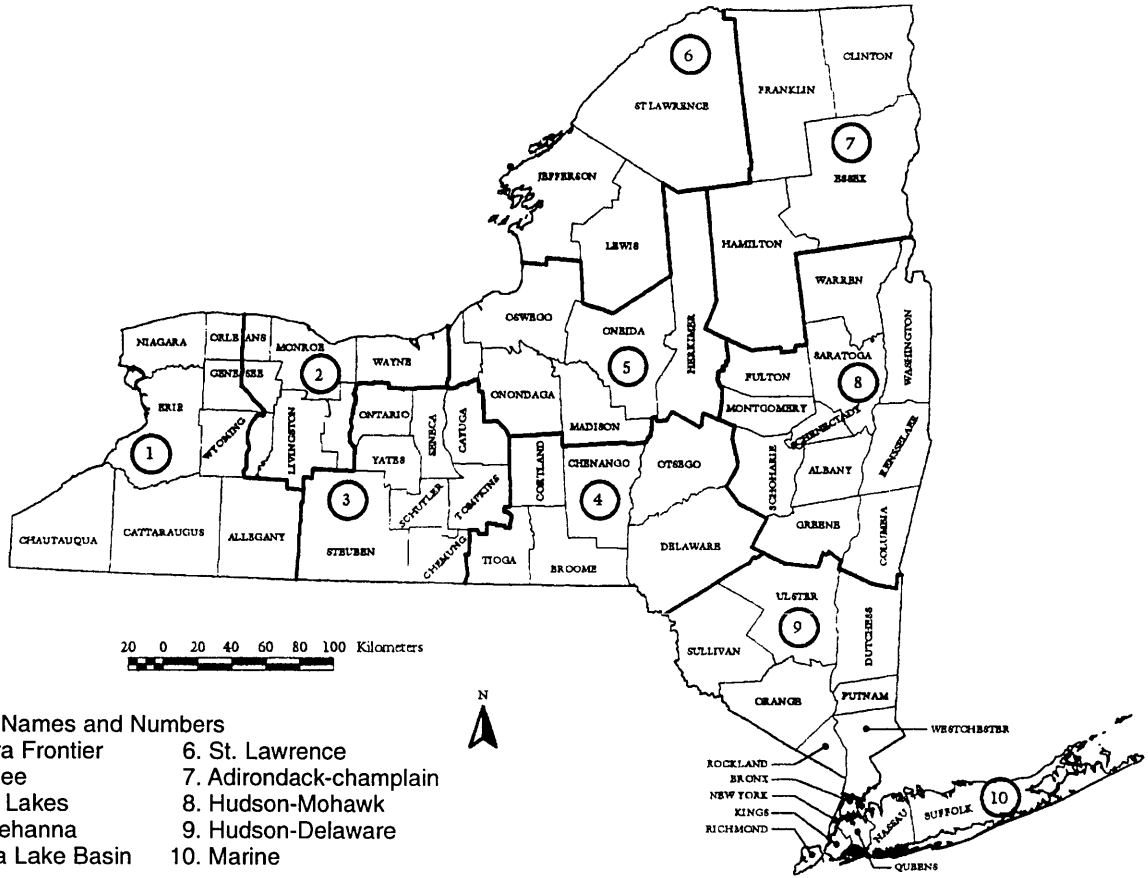 6
CLINTON
FRANKLIN
ST LAWRENCE
7
JEFFERSON
ESSEX
LEWIS
HAMILTON
WARREN
OSWEGO
ONEIDA
HERKIMER
WASHINGTON
NIAGARA
ORLEANS
MONROE
WAYNE
SARATOGA
GENESEE
2
5
FULTON
8
ERIE
ONTARIO
SENECA
CAYUGA
ONONDAGA
MONTGOMERY
SCHENECTADY
WYOMING
LIVINGSTON
MADISON
1
YATES
CORTLAND
CHENANGO
OTSEGO
SCHOHARIE
ALBANY
RENSSELAER
3
SCHUYLER
TOMPKINS
4
GREENE
CHAUTAUQUA
CATTARAUGUS
ALLEGANY
STEUBEN
CHEMUNG
TIOGA
BROOME
DELAWARE
COLUMBIA
ULSTER
9
DUTCHESS
20 0 20 40 60 80 100 Kilometers
SULLIVAN
ORANGE
PUTNAM
N
WESTCHESTER
Names and Numbers
ra Frontier 6. St. Lawrence
ee 7. Adirondack-champlain
Lakes 8. Hudson-Mohawk
ehanna 9. Hudson-Delaware
a Lake Basin 10. Marine
ROCKLAND
BRONX
NEW YORK
KINGS
RICHMOND
NASSAU
SUFFOLK
10
QUEENS